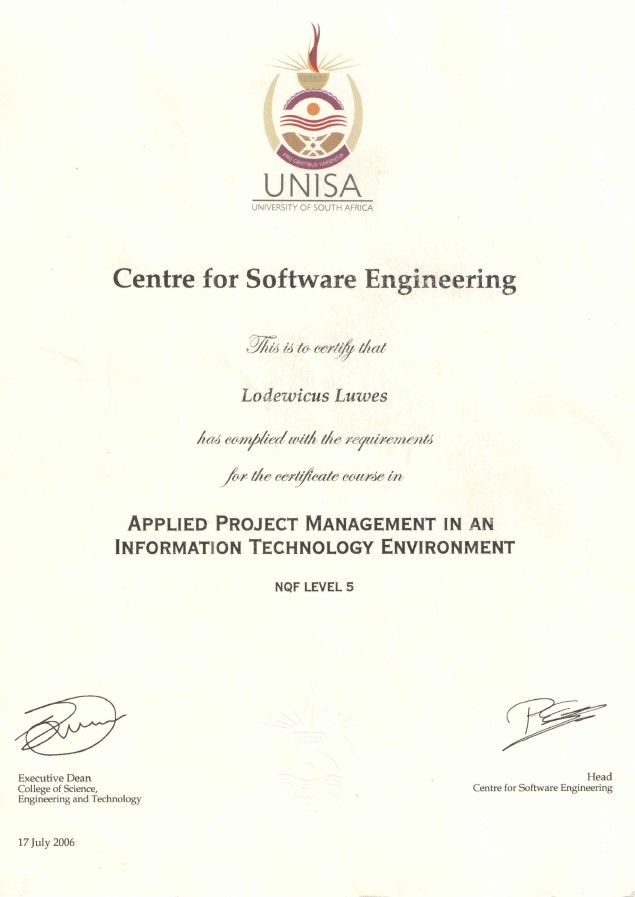 PRO GENTIBUS SAPIENTIA
UNISA
UNIVERSITY OF SOUTH AFRICA
Centre for Software Engineering
This is to certify that
Lodewicus Luwes
has complied with the requirements
for the certificate course in
APPLIED PROJECT MANAGEMENT IN AN
INFORMATION TECHNOLOGY ENVIRONMENT
NQF LEVEL 5
Executive Dean
College of Science,
Engineering and Technology
Head
Centre for Software Engineering
17 July 2006